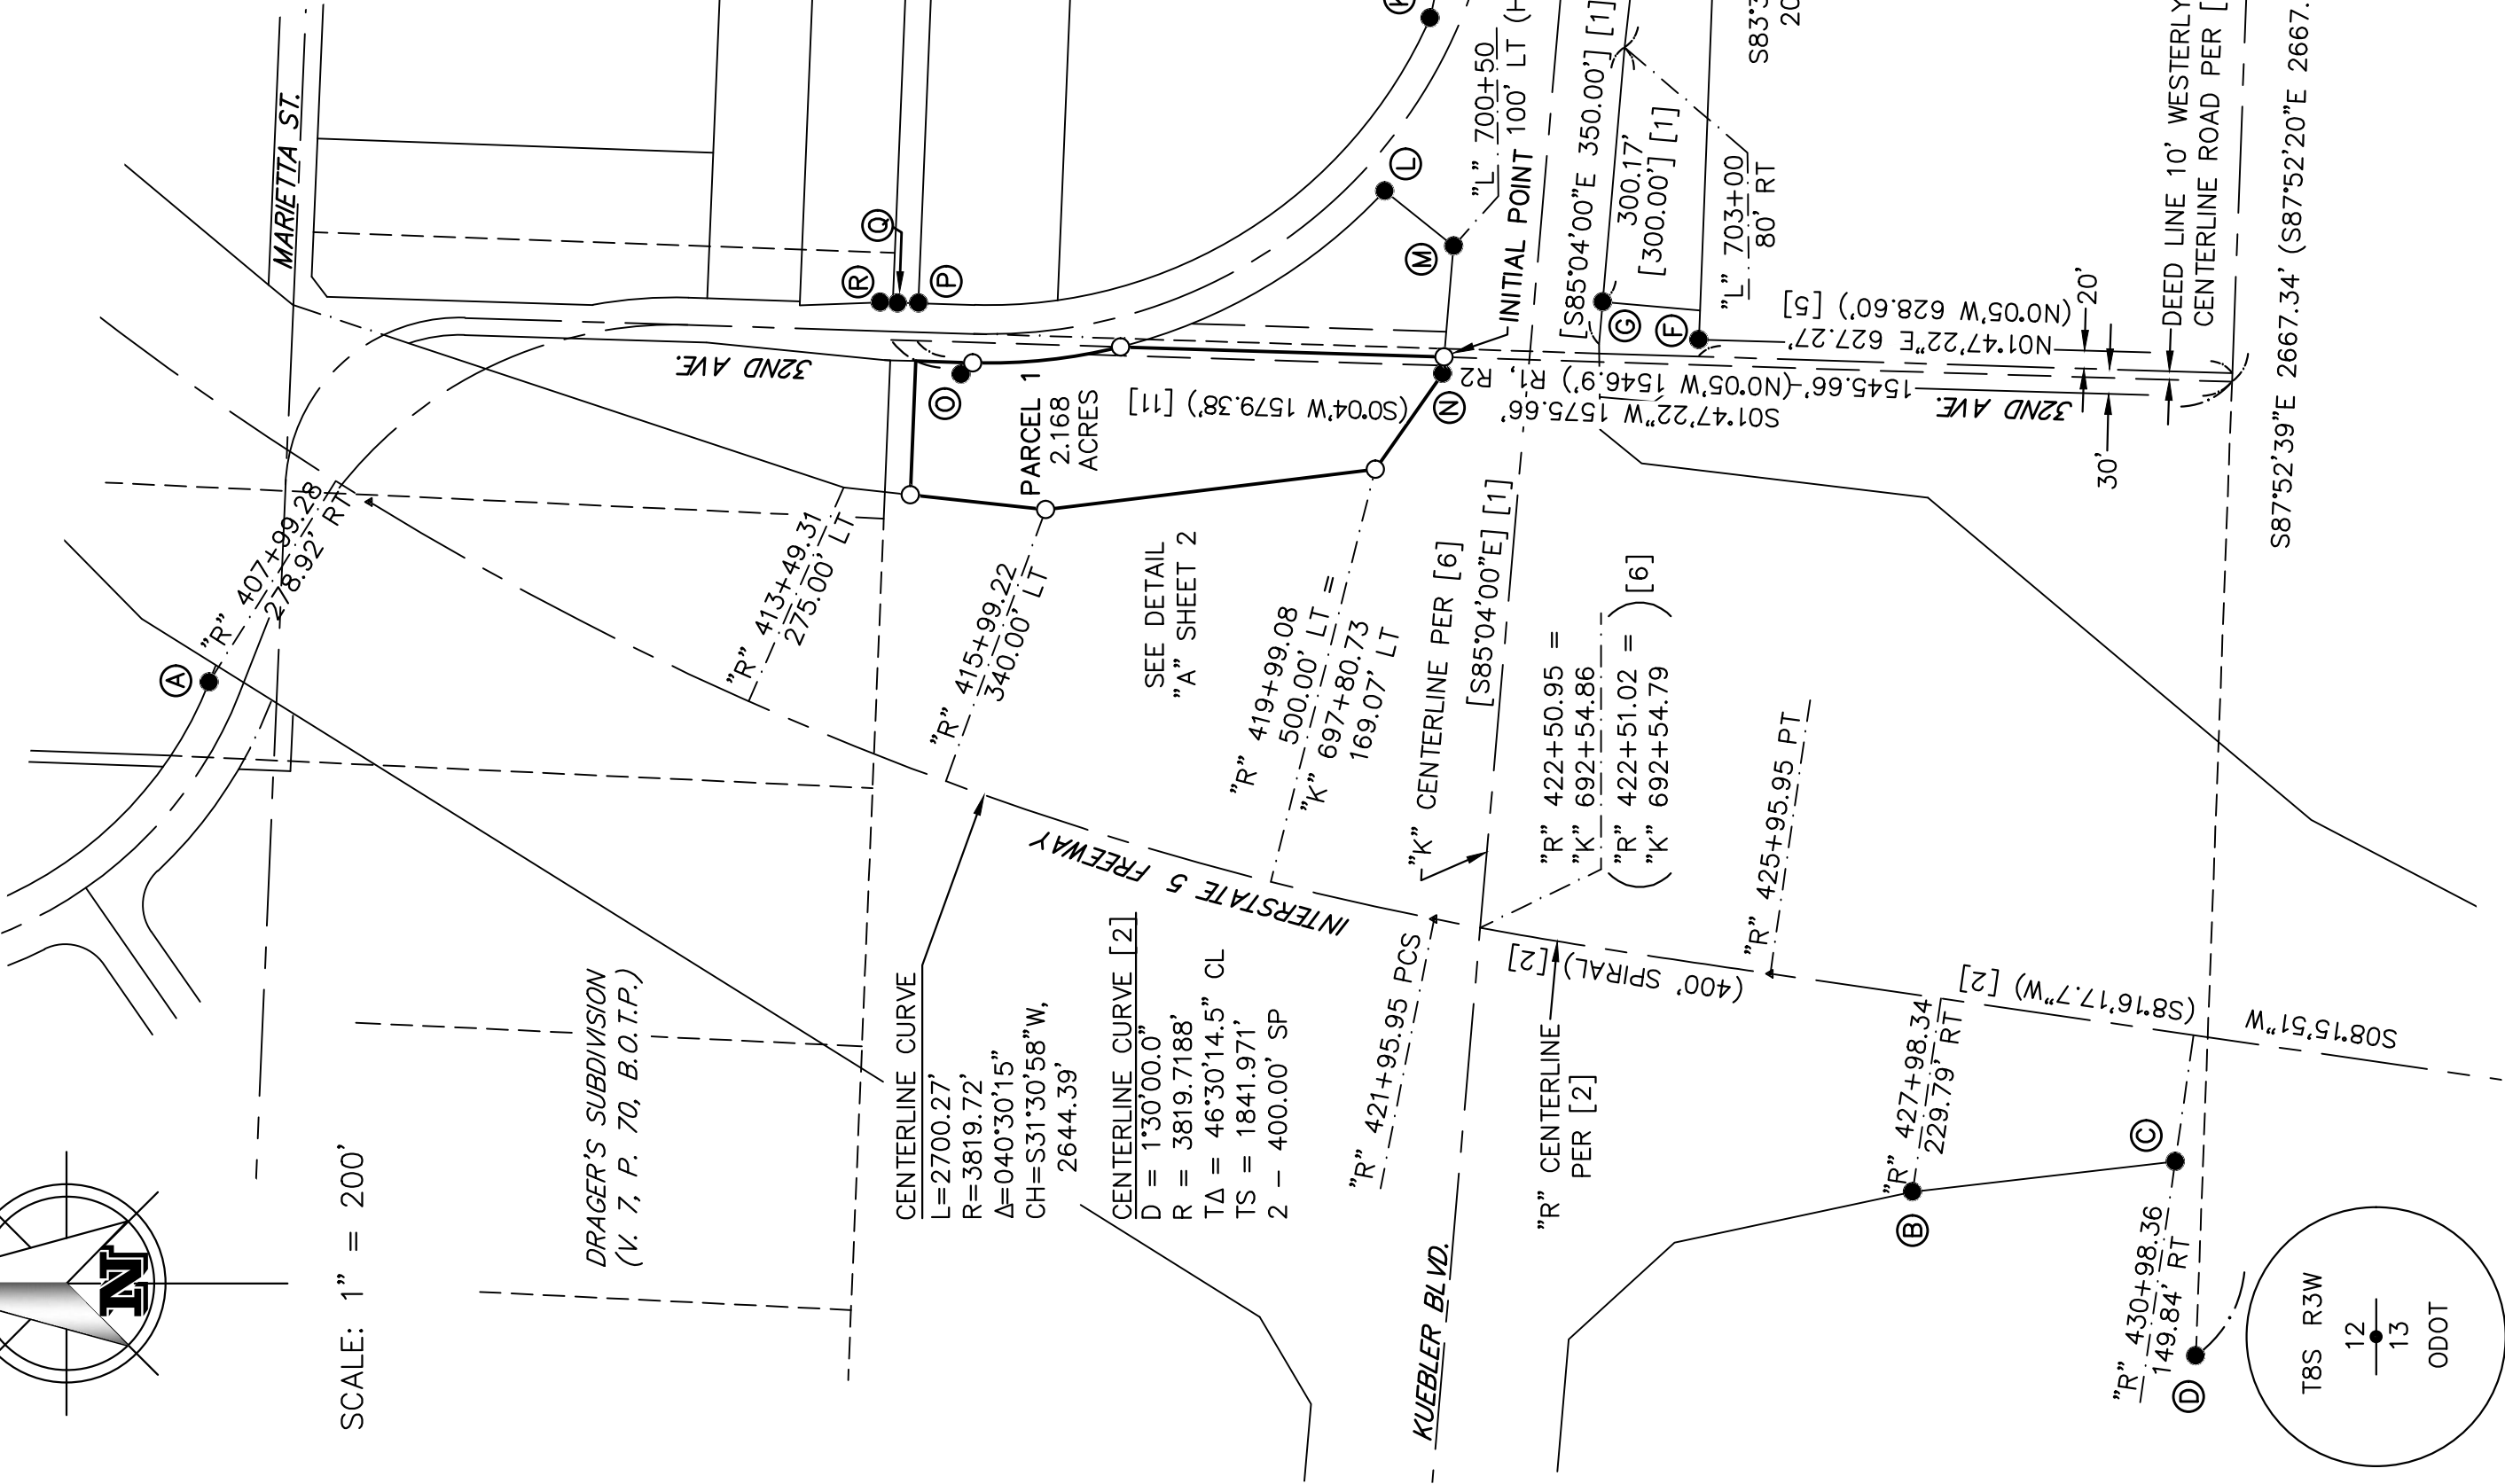 MARIETTA ST.
"R" 407+99.28
278.92' RT
Ⓐ
32ND AVE.
Ⓡ
Ⓠ
Ⓟ
Ⓞ
Ⓛ
Ⓜ
Ⓝ
"L" 700+50
INITIAL POINT 100' LT
[S85°04'00"E 350.00'] [1]
300.17'
[300.00'] [1]
Ⓖ
Ⓕ
"L" 703+00
80' RT
S83°
20
PARCEL 1
2.168
ACRES
(S0°04'W 1579.38') [11]
R1, R2
1545.66' (N0°05'W 1546.9')
S01°47'22"W 1575.66'
(N0°05'W 628.60') [5]
N01°47'22"E 627.27'
32ND AVE.
20'
30'
DEED LINE 10' WESTERLY
CENTERLINE ROAD PER [
S87°52'39"E 2667.34' (S87°52'20"E 2667.
"R" 413+49.31
275.00' LT
"R" 415+99.22
340.00' LT
SEE DETAIL
"A" SHEET 2
"R" 419+99.08
500.00' LT =
"K" 697+80.73
169.07' LT
"K" CENTERLINE PER [6]
[S85°04'00"E] [1]
"R" 422+50.95 =
"K" 692+54.86
("R" 422+51.02 =
"K" 692+54.79) [6]
"R" 425+95.95 PT
INTERSTATE 5 FREEWAY
(400' SPIRAL) [2]
(S8°16'17.7"W) [2]
S08°15'51"W
DRAGER'S SUBDIVISION
(V. 7, P. 70, B.O.T.P.)
CENTERLINE CURVE
L=2700.27'
R=3819.72'
Δ=040°30'15"
CH=S31°30'58"W,
2644.39'
CENTERLINE CURVE [2]
D = 1°30'00.0"
R = 3819.7188'
TΔ = 46°30'14.5" CL
TS = 1841.971'
2 - 400.00' SP
"R" 421+95.95 PCS
"R" CENTERLINE
PER [2]
"R" 427+98.34
229.79' RT
Ⓑ
Ⓒ
"R" 430+98.36
149.84' RT
Ⓓ
KUEBLER BLVD.
N
SCALE: 1" = 200'
T8S R3W
12
13
ODOT